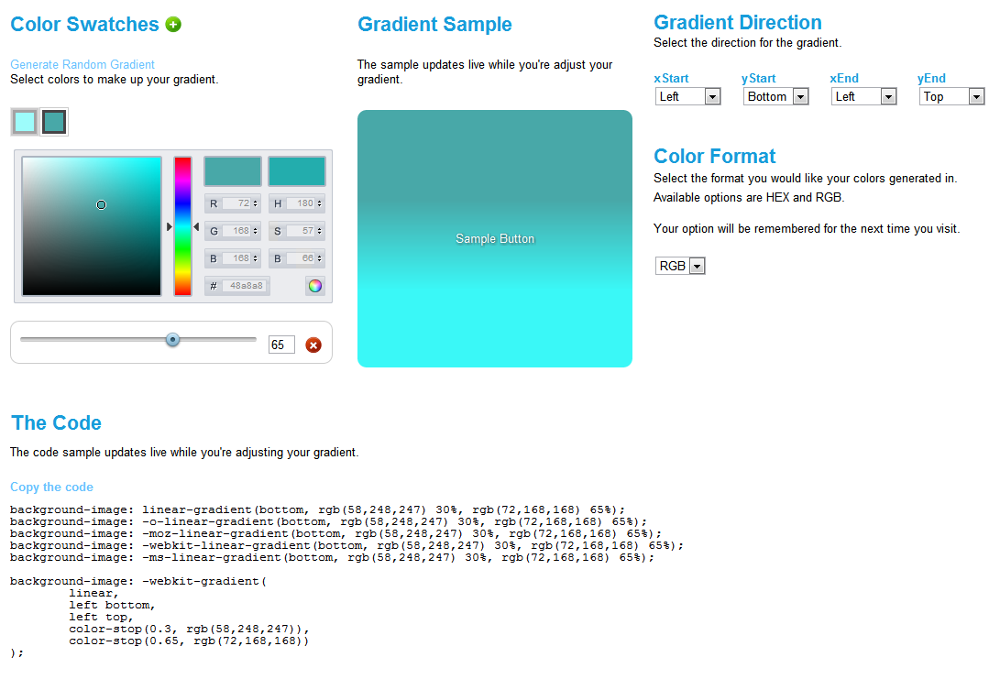 Color Swatches
Generate Random Gradient
Select colors to make up your gradient.
R 72 H 180
G 168 S 57
B 168 B 66
# 48a8a8
65
Gradient Sample
The sample updates live while you're adjust your
gradient.
Sample Button
Gradient Direction
Select the direction for the gradient.
xStart yStart xEnd yEnd
Left Bottom Left Top
Color Format
Select the format you would like your colors generated in.
Available options are HEX and RGB.
Your option will be remembered for the next time you visit.
RGB
The Code
The code sample updates live while you're adjusting your gradient.
Copy the code
background-image: linear-gradient(bottom, rgb(58,248,247) 30%, rgb(72,168,168) 65%);
background-image: -o-linear-gradient(bottom, rgb(58,248,247) 30%, rgb(72,168,168) 65%);
background-image: -moz-linear-gradient(bottom, rgb(58,248,247) 30%, rgb(72,168,168) 65%);
background-image: -webkit-linear-gradient(bottom, rgb(58,248,247) 30%, rgb(72,168,168) 65%);
background-image: -ms-linear-gradient(bottom, rgb(58,248,247) 30%, rgb(72,168,168) 65%);
background-image: -webkit-gradient(
linear,
left bottom,
left top,
color-stop(0.3, rgb(58,248,247)),
color-stop(0.65, rgb(72,168,168))
);